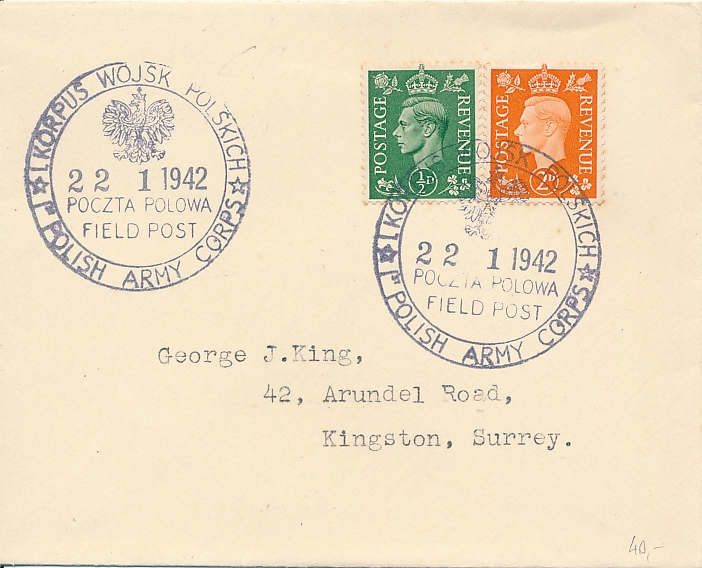 I KORPUS WOJSK POLSKICH
22 1 1942
POCZTA POLOWA
FIELD POST
1ST POLISH ARMY CORPS
POSTAGE REVENUE
½D
POSTAGE REVENUE
2D
I KORPUS WOJSK POLSKICH
22 1 1942
POCZTA POLOWA
FIELD POST
1ST POLISH ARMY CORPS
George J.King,
42, Arundel Road,
Kingston, Surrey.
40,-